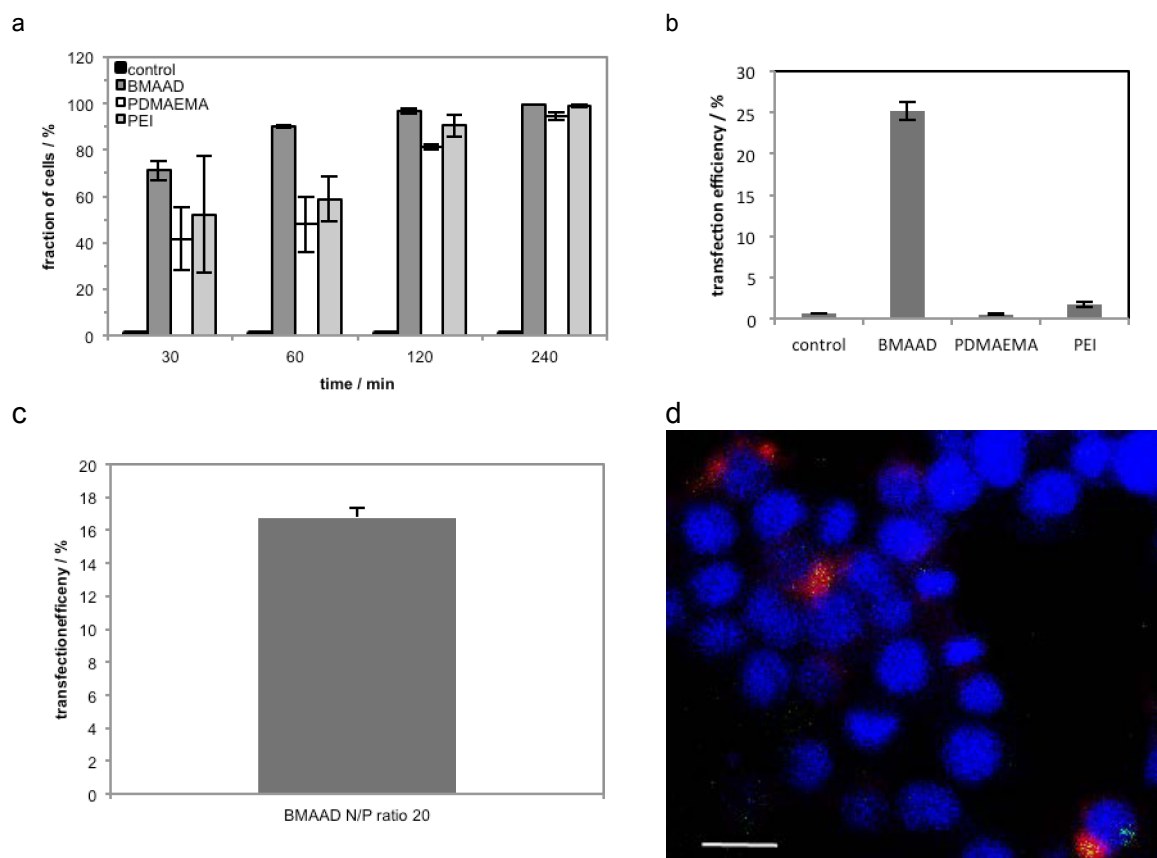 a
120
100
80
60
40
20
0
fraction of cells / %
control
BMAAD
PDMAEMA
PEI
30 60 120 240
time / min
b
30
25
20
15
10
5
0
transfection efficiency / %
control BMAAD PDMAEMA PEI
c
20
18
16
14
12
10
8
6
4
2
0
transfectionefficeny / %
BMAAD N/P ratio 20
d